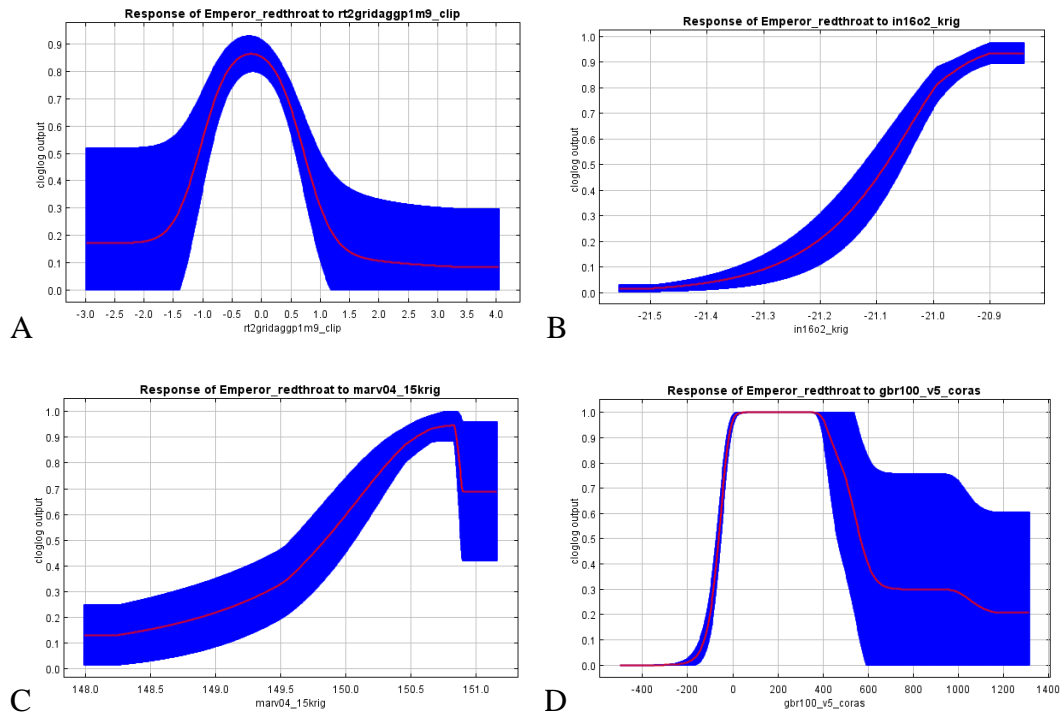 Response of Emperor_redthroat to rt2gridaggp1m9_clip
cloglog output
0.9
0.8
0.7
0.6
0.5
0.4
0.3
0.2
0.1
0.0
-3.0 -2.5 -2.0 -1.5 -1.0 -0.5 0.0 0.5 1.0 1.5 2.0 2.5 3.0 3.5 4.0
rt2gridaggp1m9_clip
A
Response of Emperor_redthroat to in16o2_krig
cloglog output
1.0
0.9
0.8
0.7
0.6
0.5
0.4
0.3
0.2
0.1
0.0
-21.5 -21.4 -21.3 -21.2 -21.1 -21.0 -20.9
in16o2_krig
B
Response of Emperor_redthroat to marv04_15krig
cloglog output
1.0
0.9
0.8
0.7
0.6
0.5
0.4
0.3
0.2
0.1
0.0
148.0 148.5 149.0 149.5 150.0 150.5 151.0
marv04_15krig
C
Response of Emperor_redthroat to gbr100_v5_coras
cloglog output
1.0
0.9
0.8
0.7
0.6
0.5
0.4
0.3
0.2
0.1
0.0
-400 -200 0 200 400 600 800 1000 1200 1400
gbr100_v5_coras
D